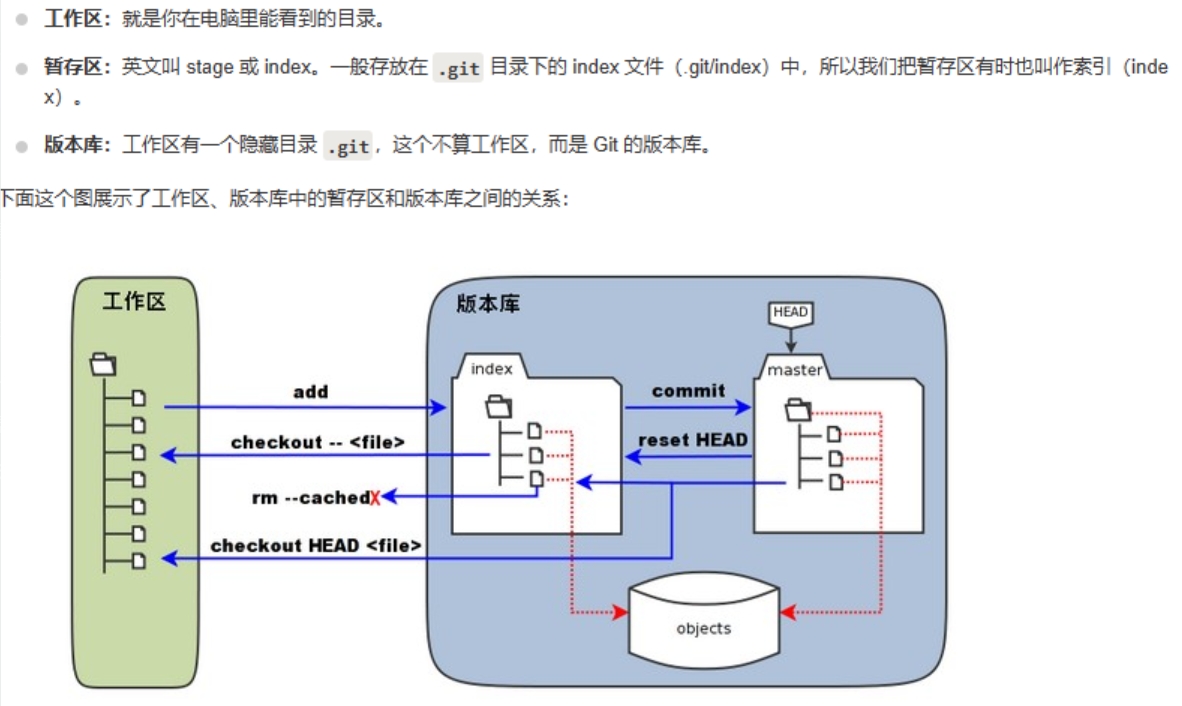 工作区：就是你在电脑里能看到的目录。
暂存区：英文叫 stage 或 index。一般存放在 .git 目录下的 index 文件（.git/index）中，所以我们把暂存区有时也叫作索引（inde
x）。
版本库：工作区有一个隐藏目录 .git，这个不算工作区，而是 Git 的版本库。
下面这个图展示了工作区、版本库中的暂存区和版本库之间的关系：
工作区
版本库
HEAD
index
master
add
commit
checkout -- <file>
reset HEAD
rm --cached
X
checkout HEAD <file>
objects